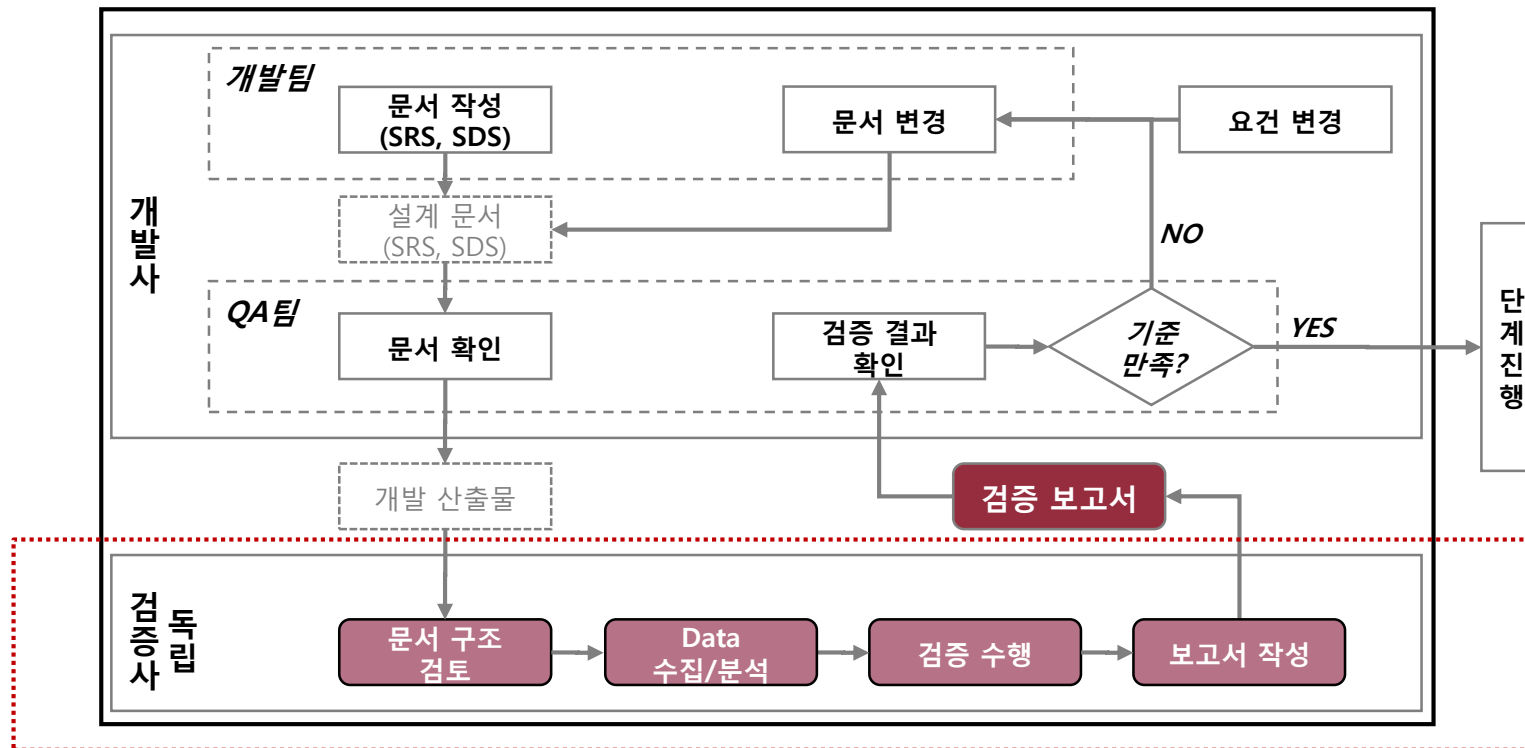 개발팀
문서 작성
(SRS, SDS)
문서 변경
요건 변경
개발사
설계 문서
(SRS, SDS)
NO
QA팀
문서 확인
검증 결과
확인
기준
만족?
YES
단계진행
개발 산출물
검증 보고서
검증사
독립
문서 구조
검토
Data
수집/분석
검증 수행
보고서 작성